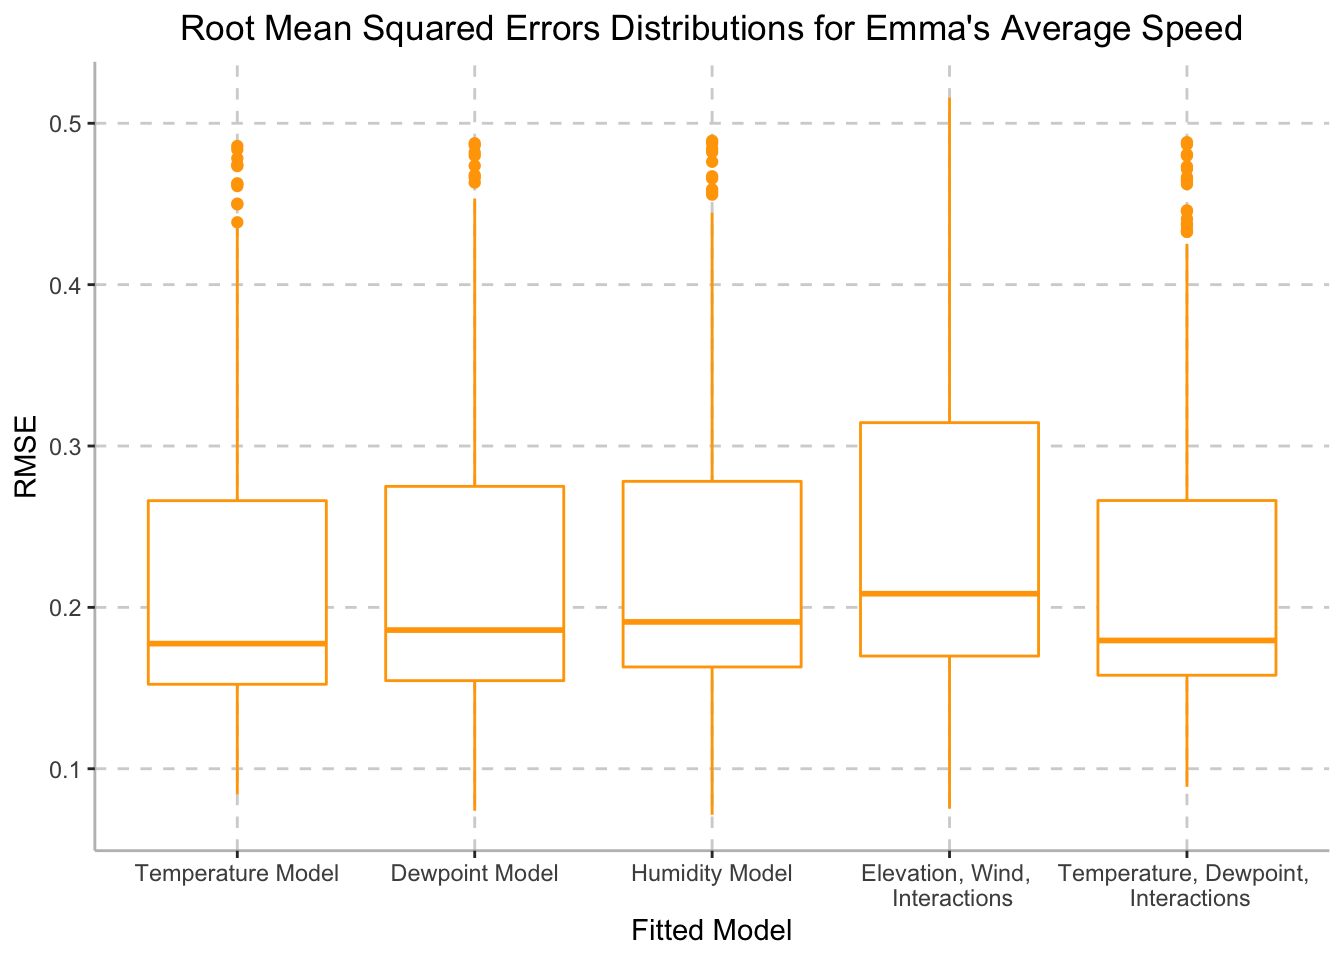 Root Mean Squared Errors Distributions for Emma's Average Speed
RMSE
0.5
0.4
0.3
0.2
0.1
Temperature Model
Dewpoint Model
Humidity Model
Elevation, Wind,
Interactions
Temperature, Dewpoint,
Interactions
Fitted Model